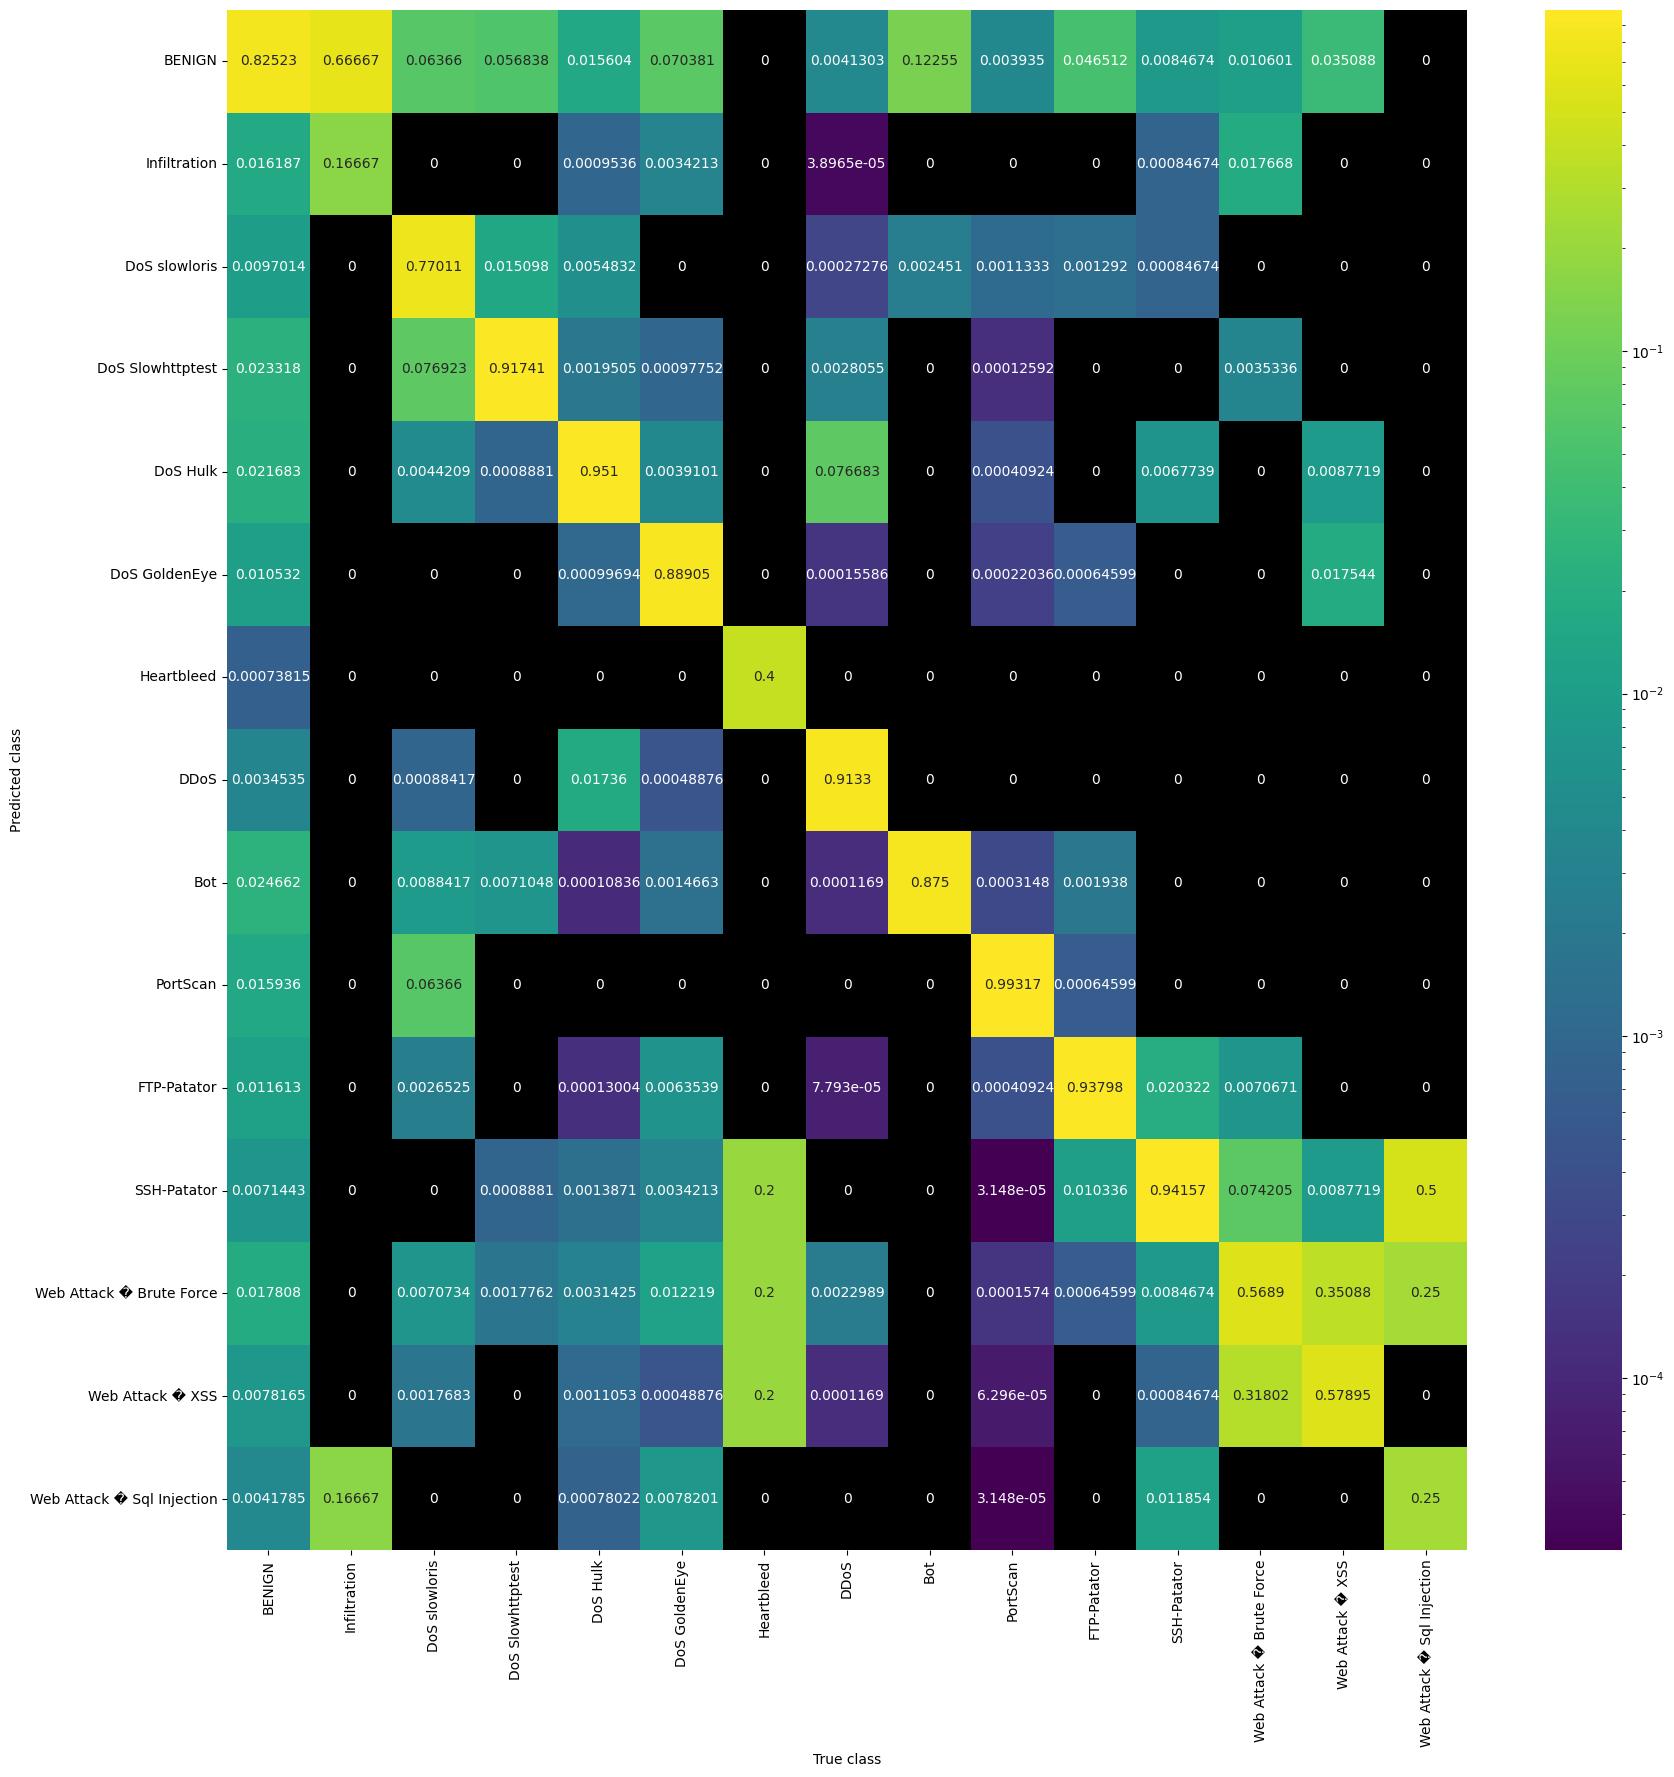 BENIGN 0.82523 0.66667 0.06366 0.056838 0.015604 0.070381 0 0.0041303 0.12255 0.003935 0.046512 0.0084674 0.010601 0.035088 0
Infiltration 0.016187 0.16667 0 0 0.0009536 0.0034213 0 3.8965e-05 0 0 0 0.00084674 0.017668 0 0
DoS slowloris 0.0097014 0 0.77011 0.015098 0.0054832 0 0 0.00027276 0.002451 0.0011333 0.001292 0.00084674 0 0 0
10⁻¹
DoS Slowhttptest 0.023318 0 0.076923 0.91741 0.0019505 0.00097752 0 0.0028055 0 0.00012592 0 0 0.0035336 0 0
DoS Hulk 0.021683 0 0.0044209 0.0008881 0.951 0.0039101 0 0.076683 0 0.00040924 0 0.0067739 0 0.0087719 0
DoS GoldenEye 0.010532 0 0 0 0.00099694 0.88905 0 0.00015586 0 0.00022036 0.00064599 0 0 0.017544 0
Heartbleed 0.00073815 0 0 0 0 0 0.4 0 0 0 0 0 0 0 0
10⁻²
Predicted class
DDoS 0.0034535 0 0.00088417 0 0.01736 0.00048876 0 0.9133 0 0 0 0 0 0 0
Bot 0.024662 0 0.0088417 0.0071048 0.00010836 0.0014663 0 0.0001169 0.875 0.0003148 0.001938 0 0 0 0
PortScan 0.015936 0 0.06366 0 0 0 0 0 0 0.99317 0.00064599 0 0 0 0
10⁻³
FTP-Patator 0.011613 0 0.0026525 0 0.00013004 0.0063539 0 7.793e-05 0 0.00040924 0.93798 0.020322 0.0070671 0 0
SSH-Patator 0.0071443 0 0 0.0008881 0.0013871 0.0034213 0.2 0 0 3.148e-05 0.010336 0.94157 0.074205 0.0087719 0.5
Web Attack � Brute Force 0.017808 0 0.0070734 0.0017762 0.0031425 0.012219 0.2 0.0022989 0 0.0001574 0.00064599 0.0084674 0.5689 0.35088 0.25
10⁻⁴
Web Attack � XSS 0.0078165 0 0.0017683 0 0.0011053 0.00048876 0.2 0.0001169 0 6.296e-05 0 0.00084674 0.31802 0.57895 0
Web Attack � Sql Injection 0.0041785 0.16667 0 0 0.00078022 0.0078201 0 0 0 3.148e-05 0 0.011854 0 0 0.25
BENIGN
Infiltration
DoS slowloris
DoS Slowhttptest
DoS Hulk
DoS GoldenEye
Heartbleed
DDoS
Bot
PortScan
FTP-Patator
SSH-Patator
Web Attack � Brute Force
Web Attack � XSS
Web Attack � Sql Injection
True class